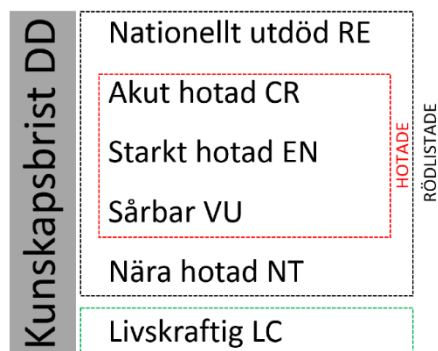 Kunskapsbrist DD
Nationellt utdöd RE
Akut hotad CR
Starkt hotad EN
Sårbar VU
Nära hotad NT
Livskraftig LC
HOTADE
RÖDLISTADE